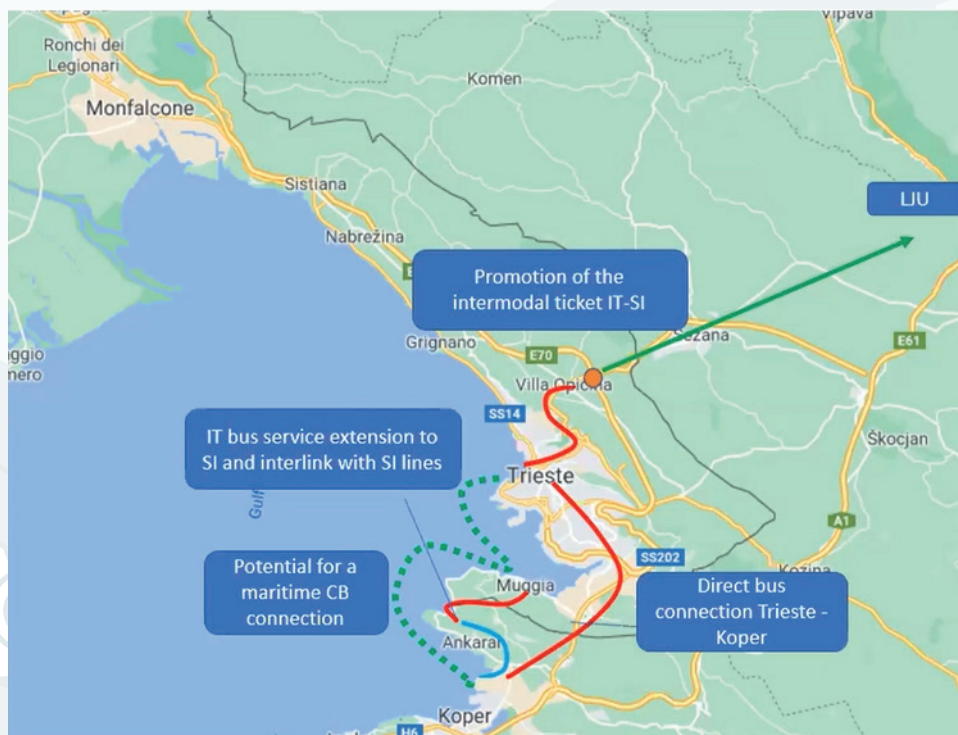 Ronchi dei
Legionari
Vipava
Komen
Monfalcone
Sistiana
LJU
Nabrežina
Promotion of the
intermodal ticket IT-SI
Sežana
Grignano
E70
E61
Villa Opicina
SS14
IT bus service extension to
SI and interlink with SI lines
Škocjan
Trieste
Gulf
A1
SS202
Kozina
Potential for a
maritime CB
connection
Muggia
Direct bus
connection Trieste -
Koper
Ankaran
Koper
H6